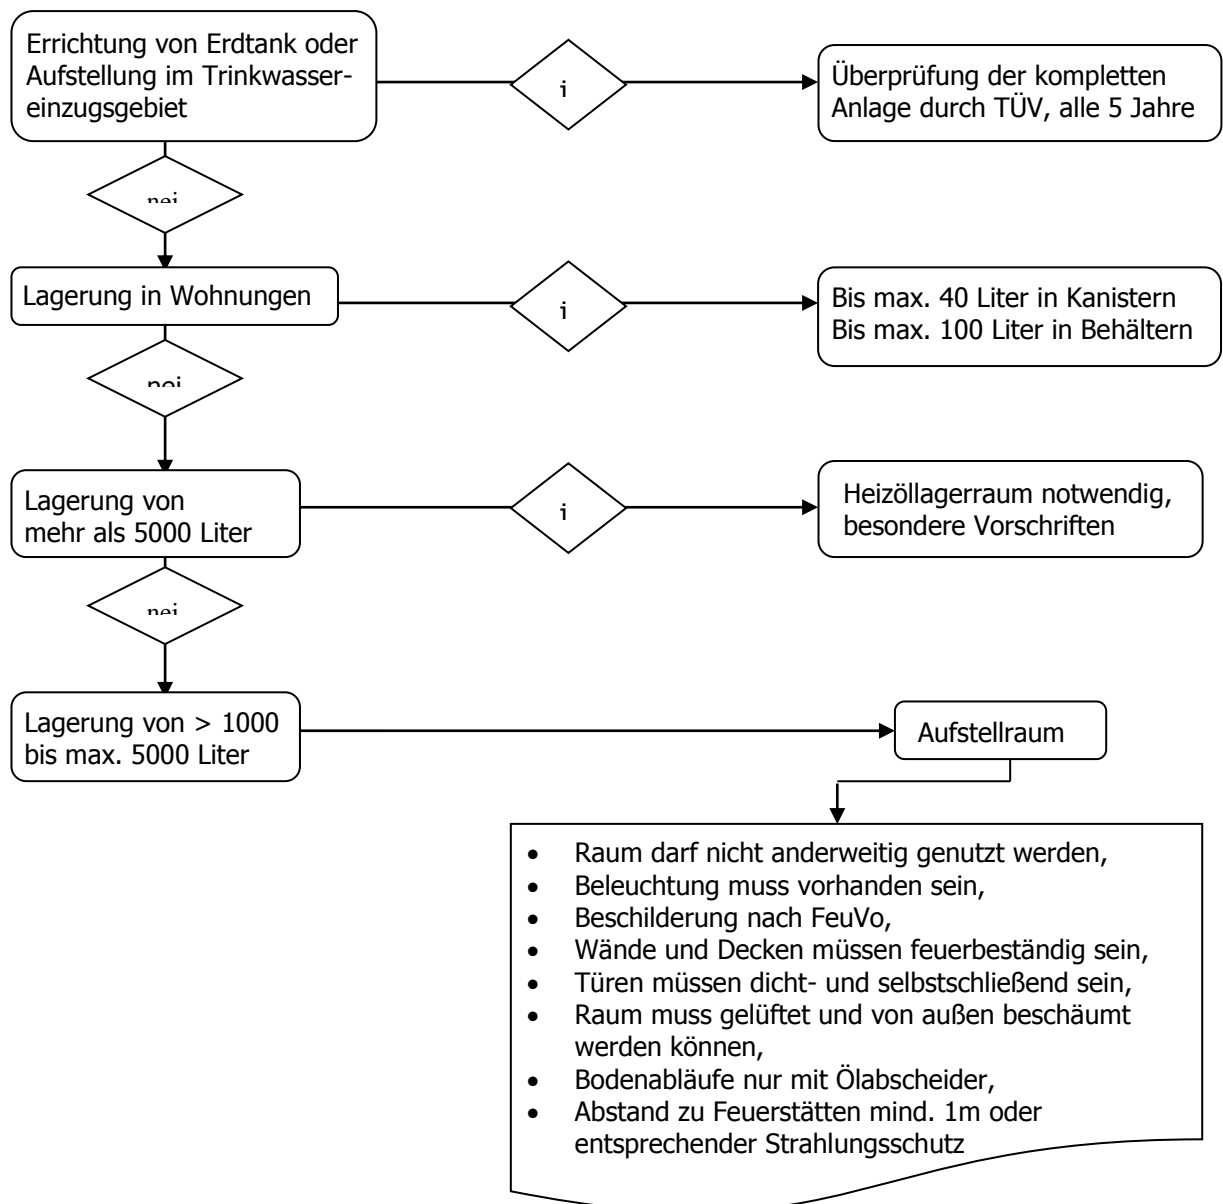 Errichtung von Erdtank oder
Aufstellung im Trinkwasser-
einzugsgebiet
i
Überprüfung der kompletten
Anlage durch TÜV, alle 5 Jahre
nei
Lagerung in Wohnungen
i
Bis max. 40 Liter in Kanistern
Bis max. 100 Liter in Behältern
nei
Lagerung von
mehr als 5000 Liter
i
Heizöllagerraum notwendig,
besondere Vorschriften
nei
Lagerung von > 1000
bis max. 5000 Liter
Aufstellraum
• Raum darf nicht anderweitig genutzt werden,
• Beleuchtung muss vorhanden sein,
• Beschilderung nach FeuVo,
• Wände und Decken müssen feuerbeständig sein,
• Türen müssen dicht- und selbstschließend sein,
• Raum muss gelüftet und von außen beschäumt
werden können,
• Bodenabläufe nur mit Ölabscheider,
• Abstand zu Feuerstätten mind. 1m oder
entsprechender Strahlungsschutz